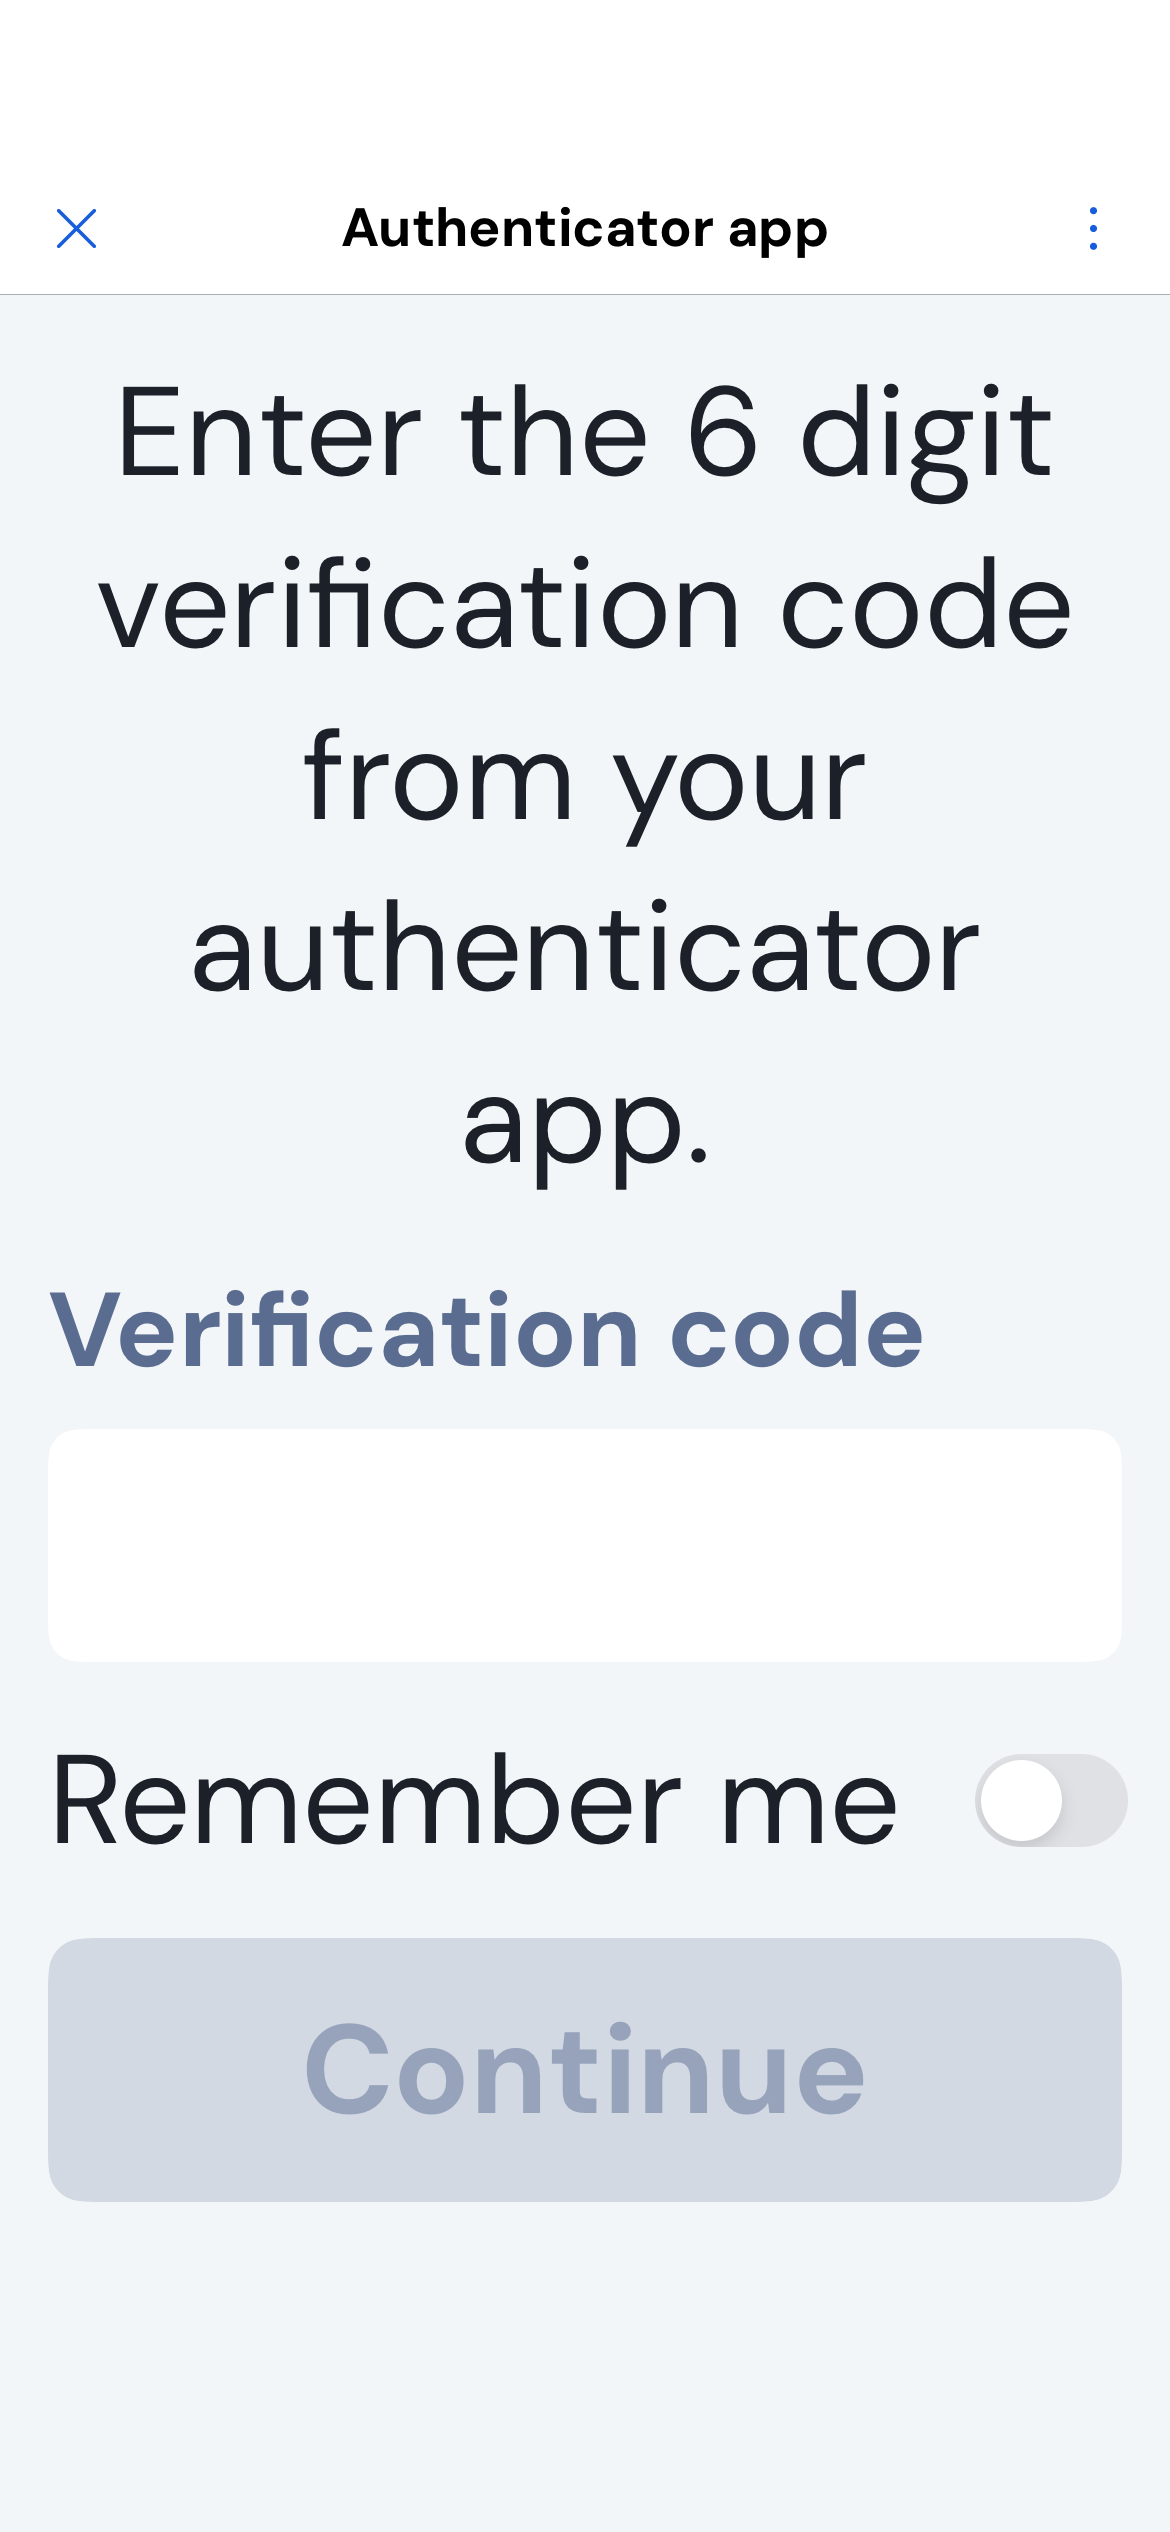 Authenticator app
Enter the 6 digit
verification code
from your
authenticator
app.
Verification code
Remember me
Continue